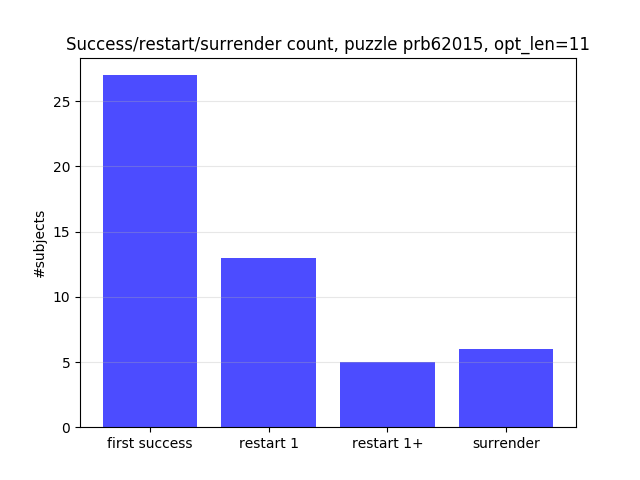 Success/restart/surrender count, puzzle prb62015, opt_len=11
25
20
15
10
5
0
#subjects
first success
restart 1
restart 1+
surrender